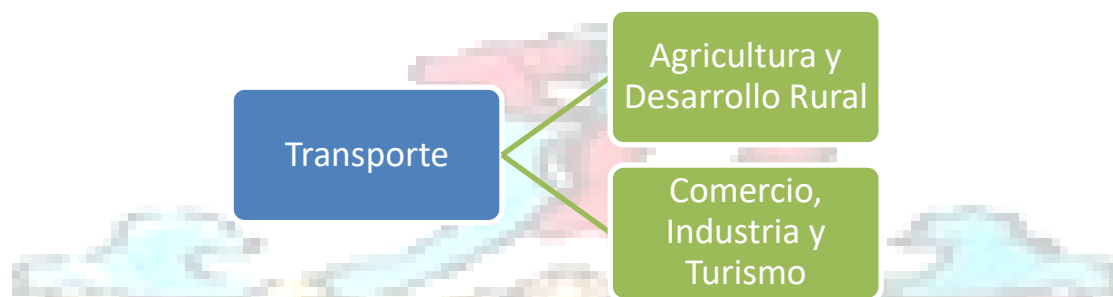 Transporte
Agricultura y
Desarrollo Rural
Comercio,
Industria y
Turismo